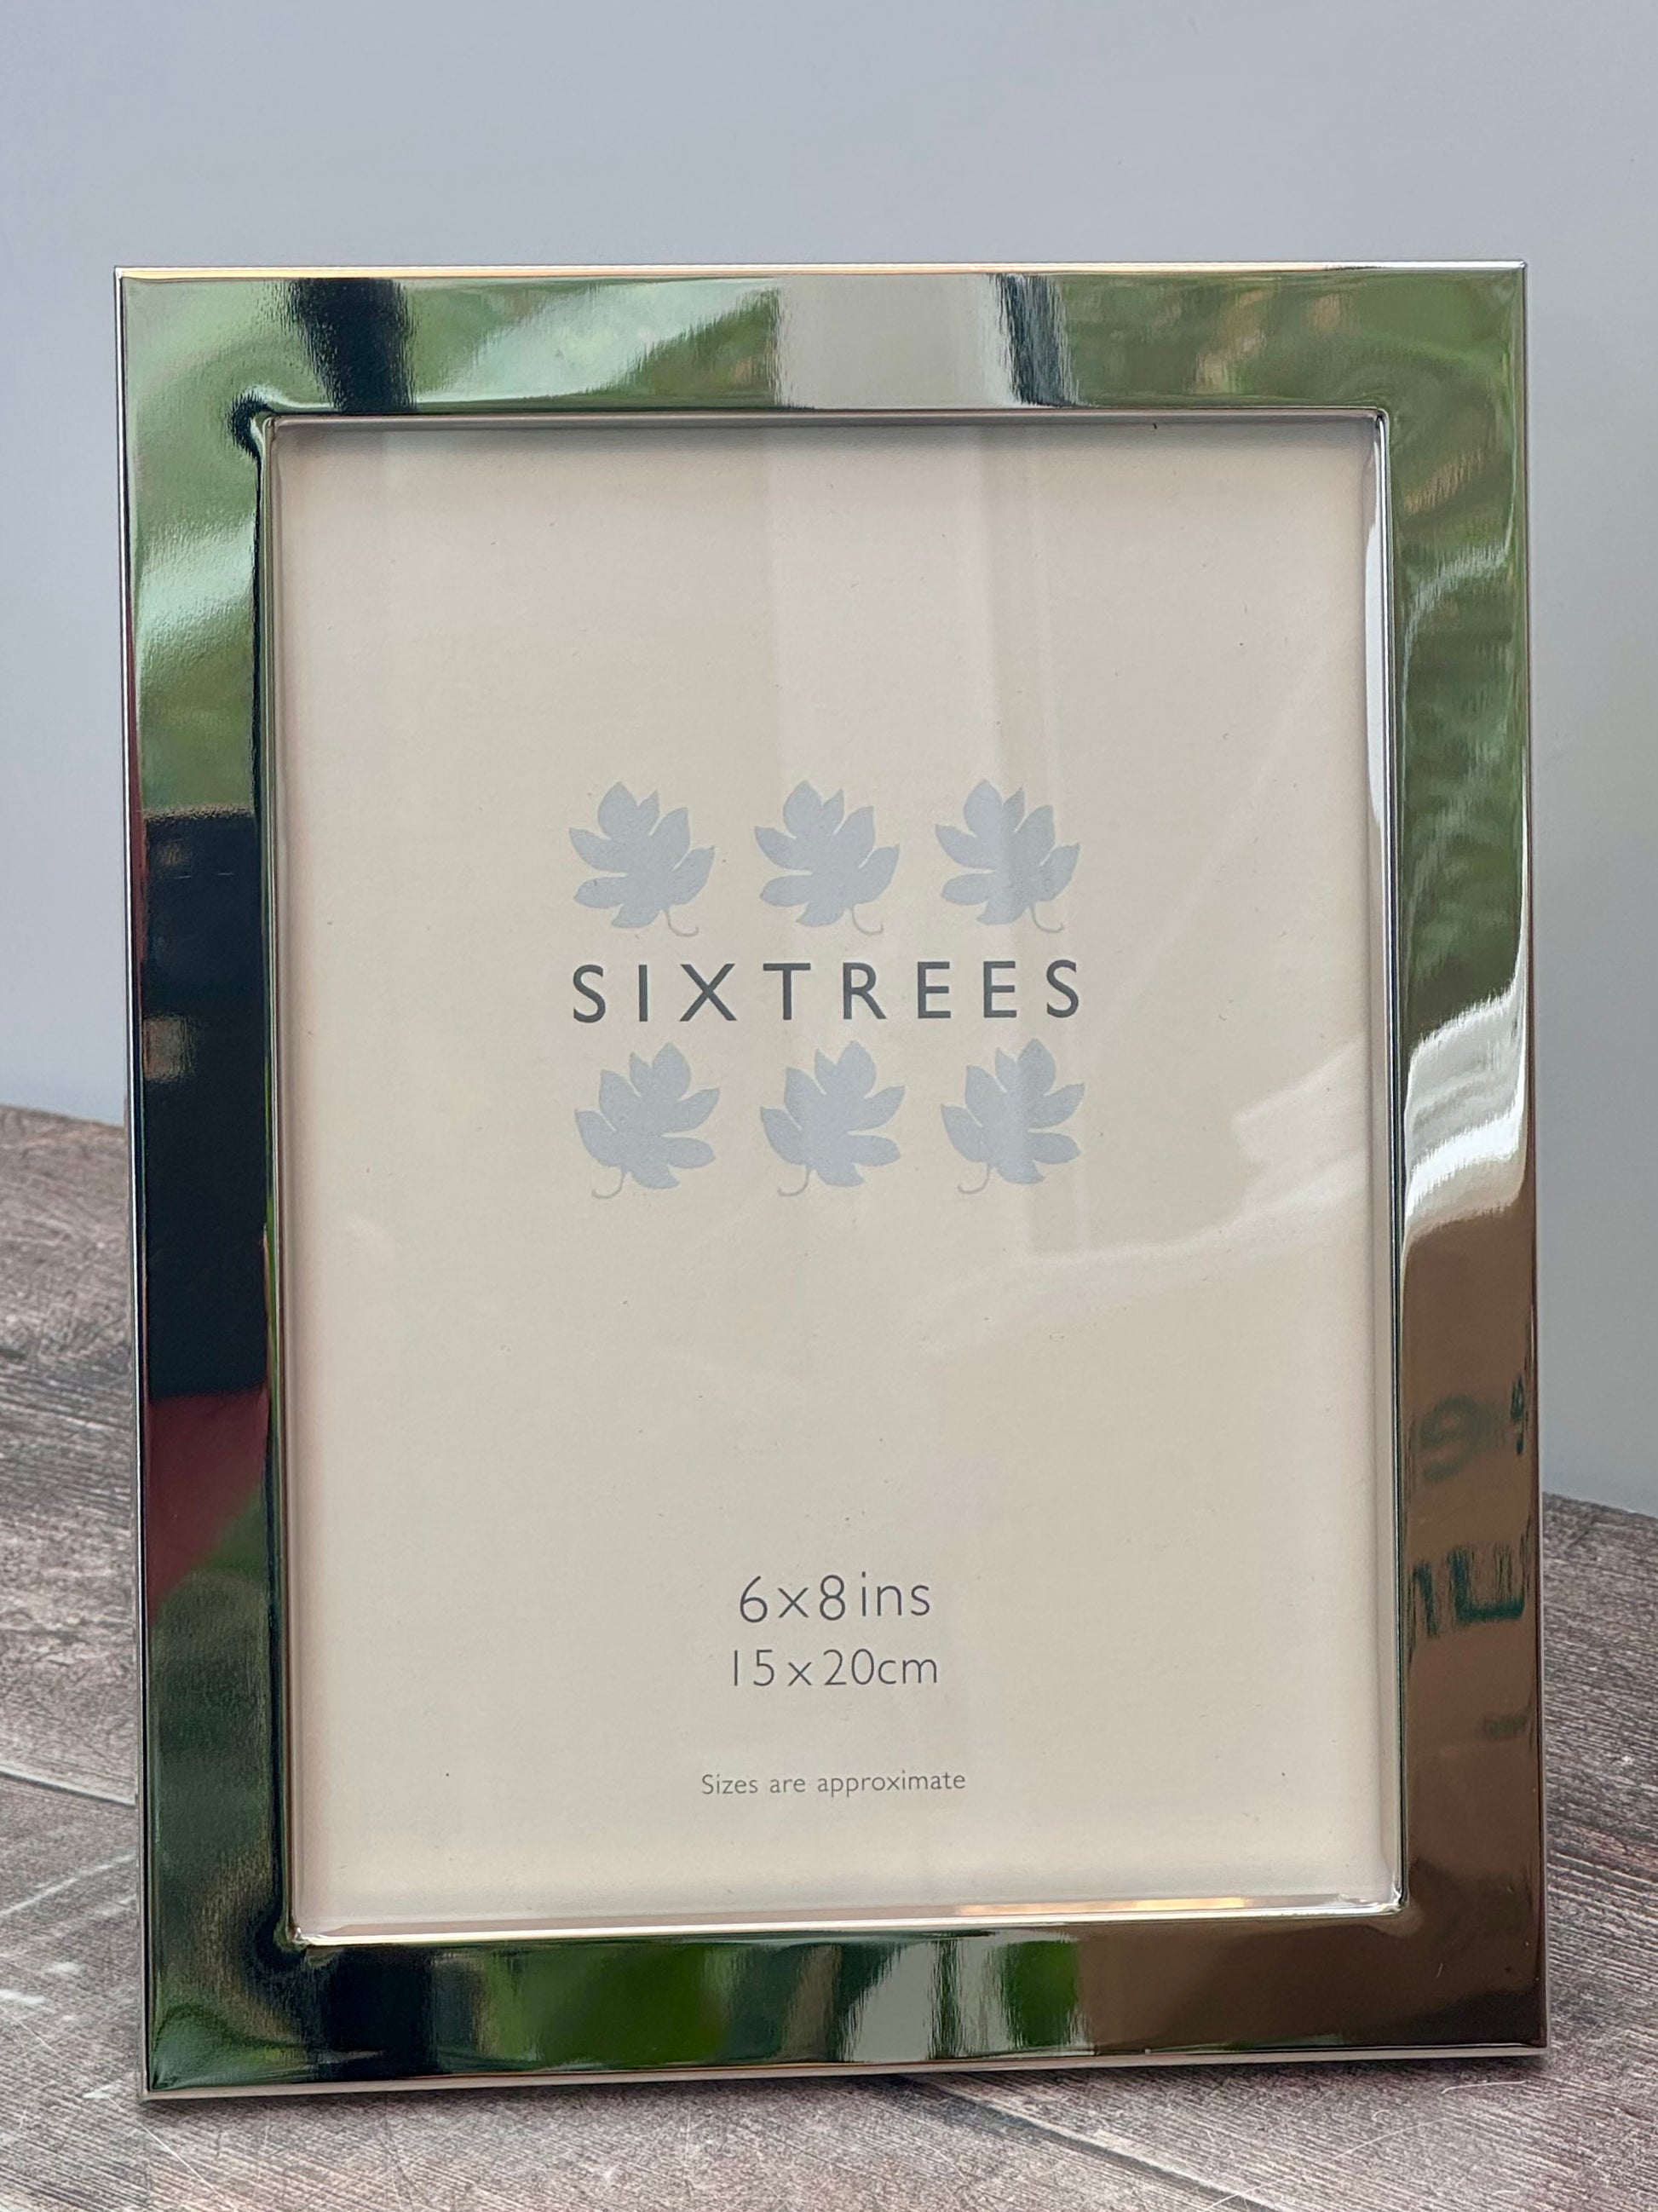 SIXTREES
6x8ins
15x20cm
Sizes are approximate